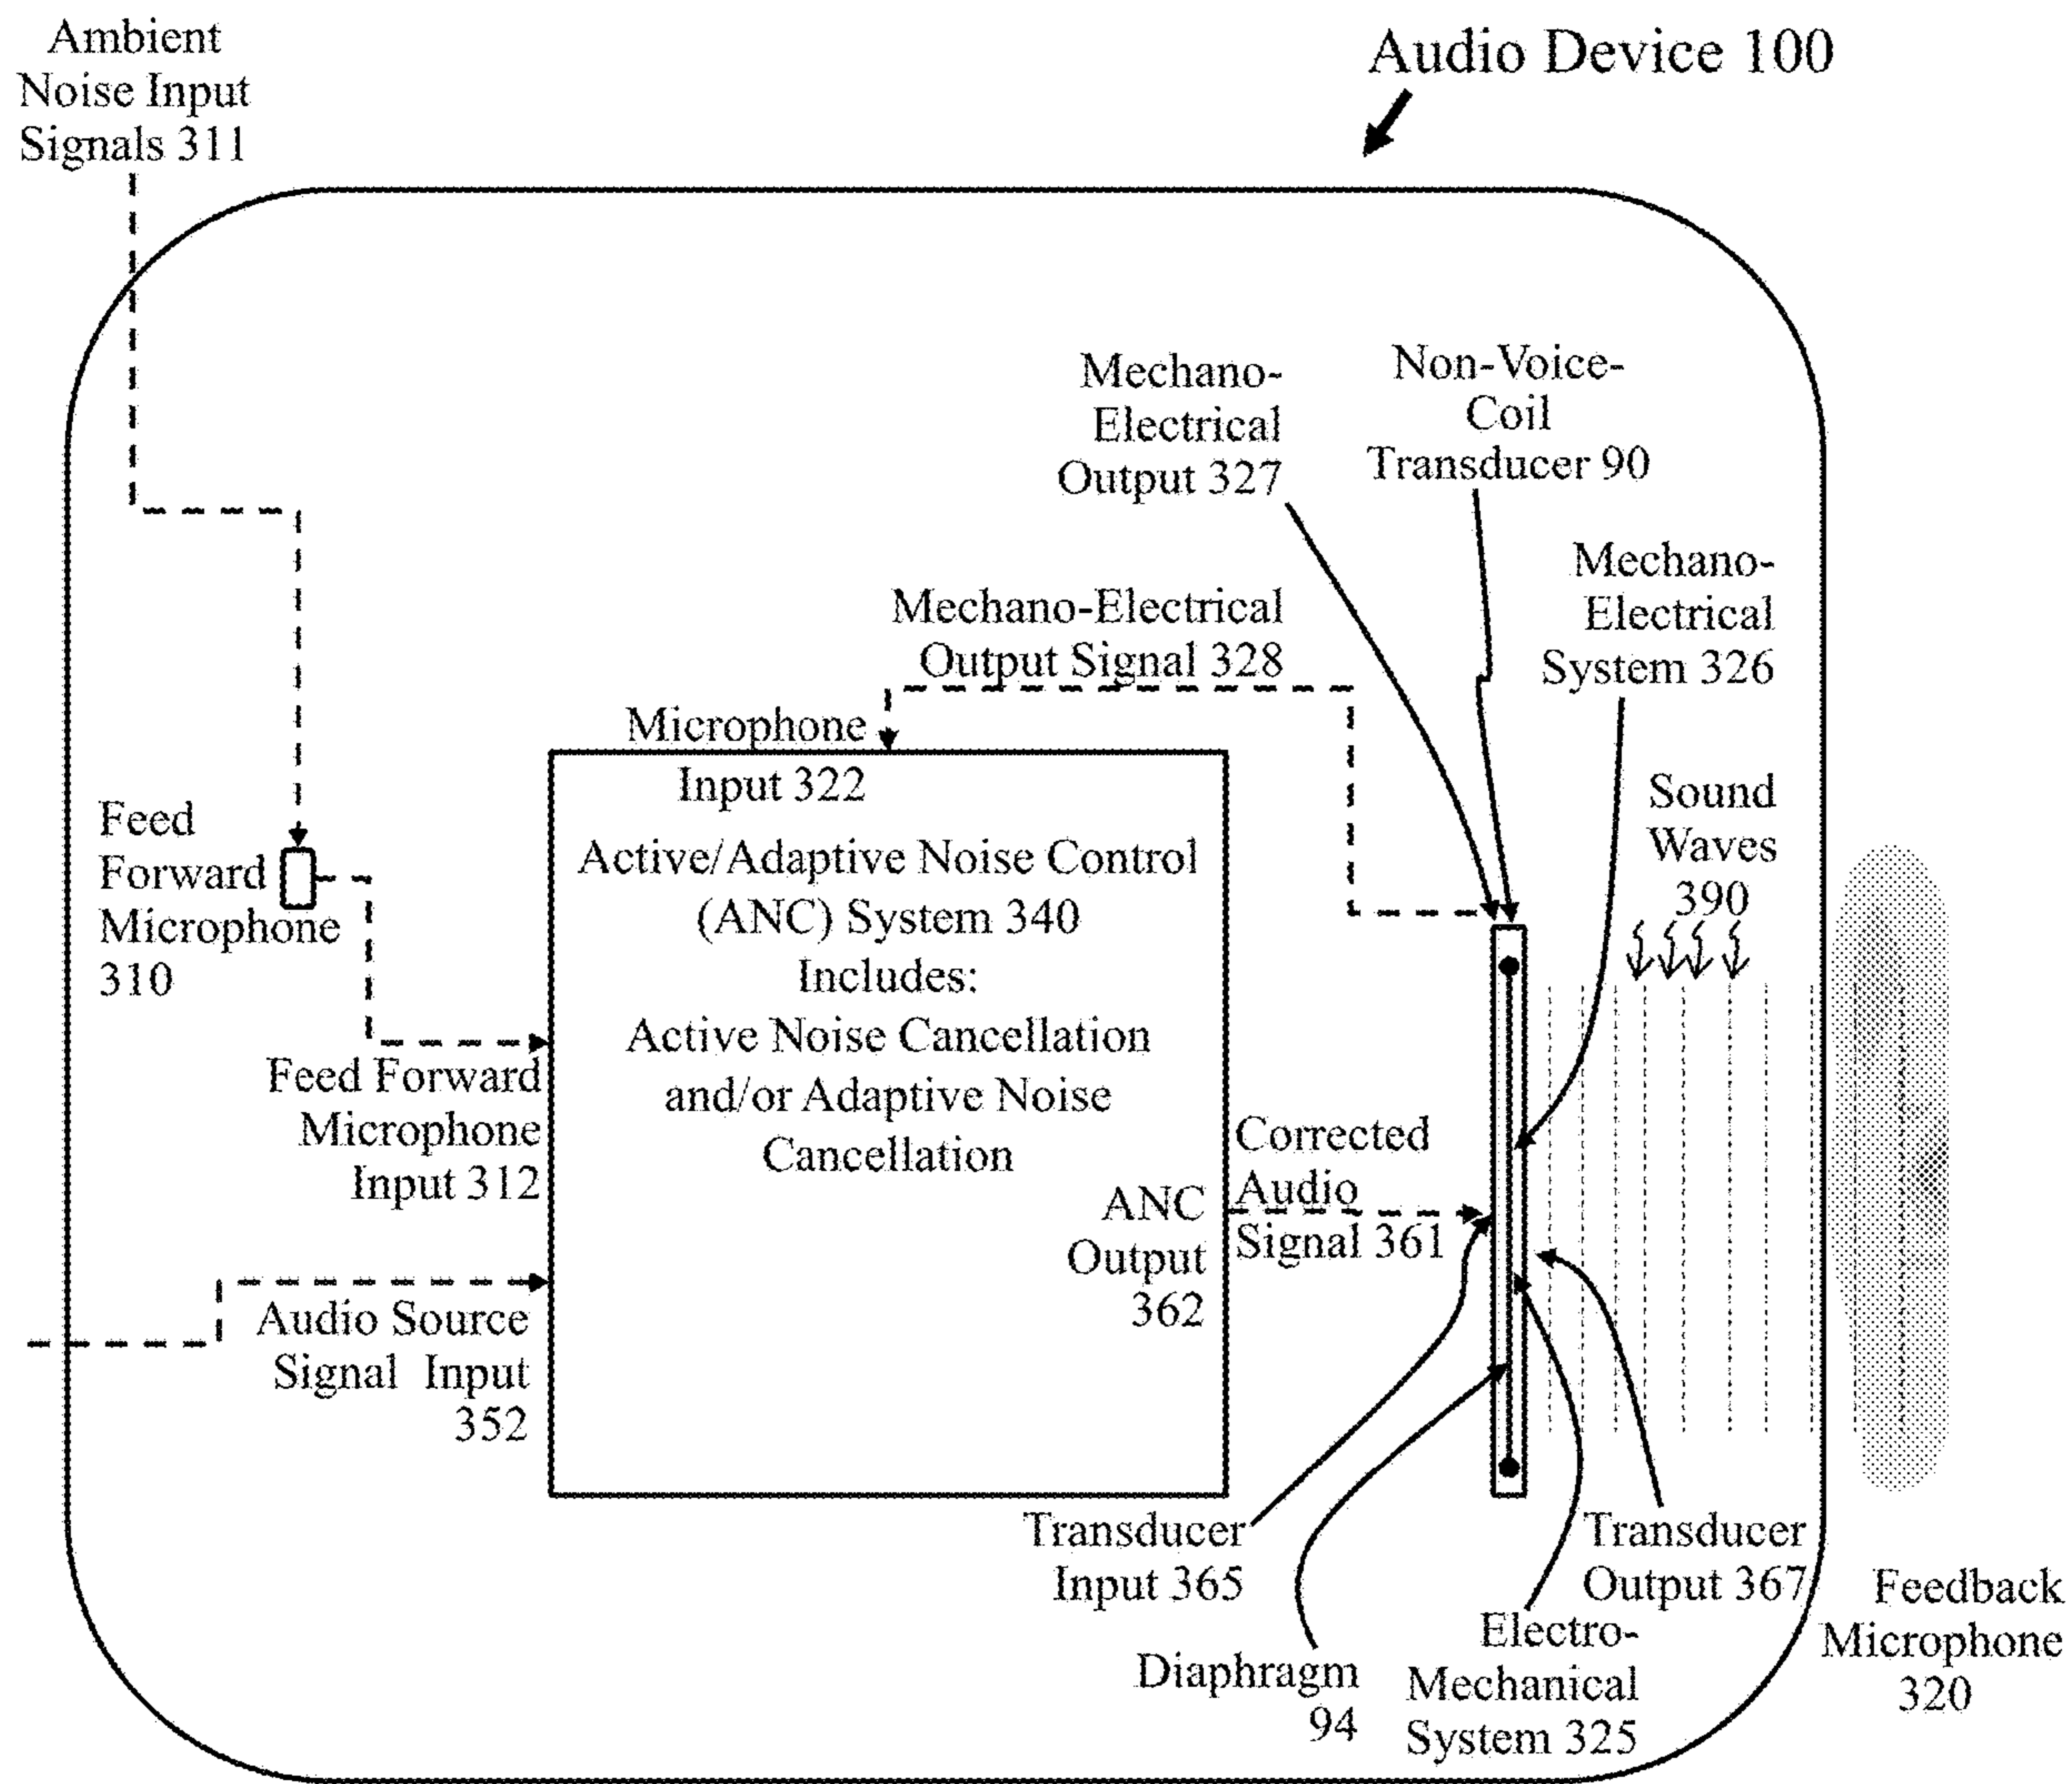 Ambient
Noise Input
Signals 311
Audio Device 100
Mechano-
Electrical
Output 327
Non-Voice-
Coil
Transducer 90
Mechano-
Electrical
System 326
Mechano-Electrical
Output Signal 328
Microphone
Input 322
Sound
Waves
390
Feed
Forward
Microphone
310
Active/Adaptive Noise Control
(ANC) System 340
Includes:
Active Noise Cancellation
and/or Adaptive Noise
Cancellation
Feed Forward
Microphone
Input 312
Corrected
Audio
Signal 361
ANC
Output
362
Audio Source
Signal Input
352
Transducer
Input 365
Transducer
Output 367
Feedback
Microphone
320
Diaphragm
94
Electro-
Mechanical
System 325